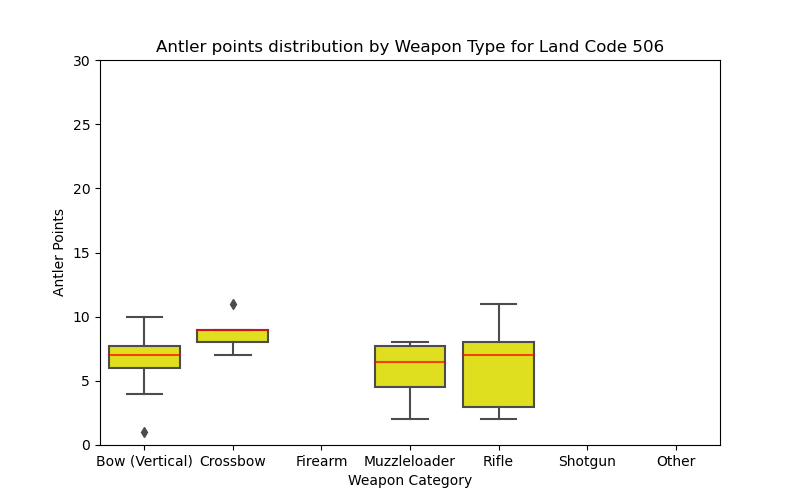 Antler points distribution by Weapon Type for Land Code 506
30
25
20
15
10
5
0
Antler Points
Bow (Vertical) Crossbow Firearm Muzzleloader Rifle Shotgun Other
Weapon Category